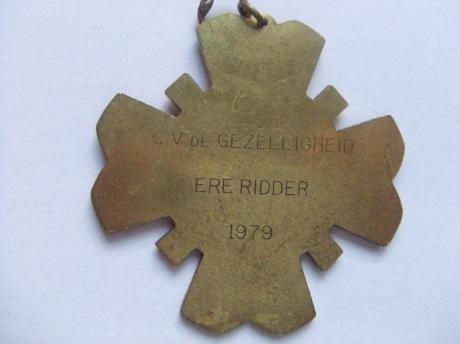 C.V. de GEZELLIGHEID
ERE RIDDER
1979